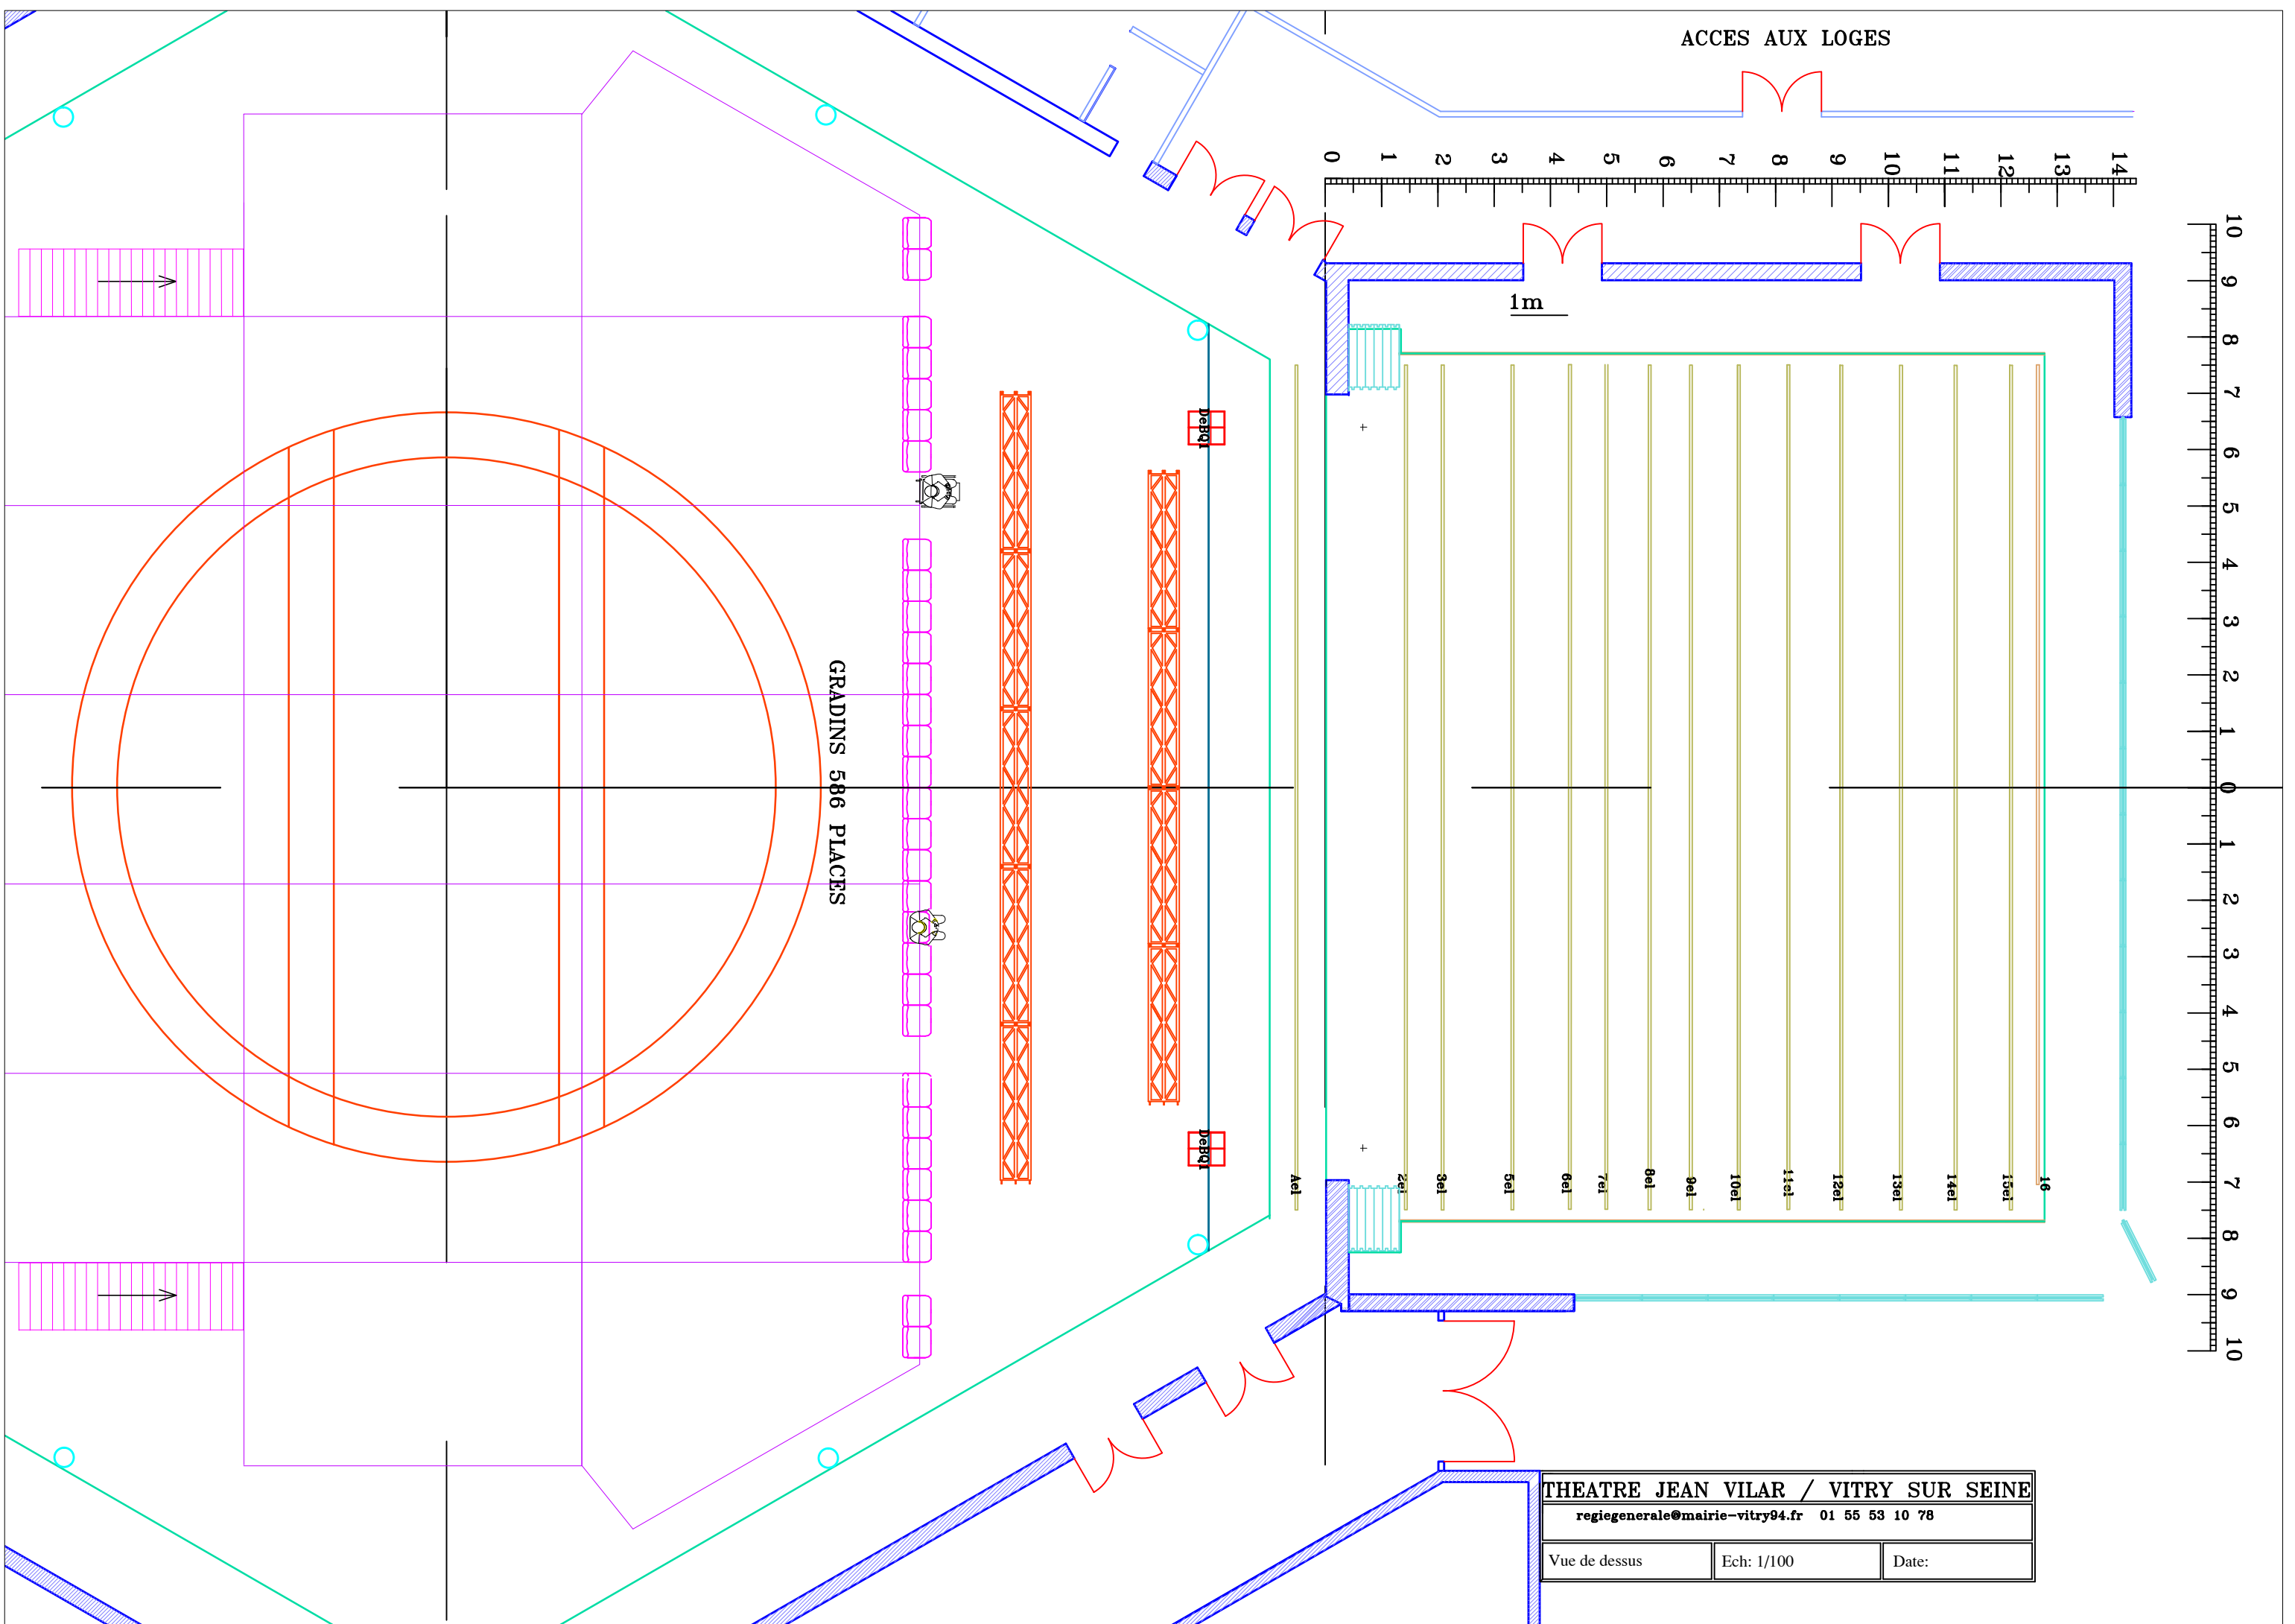 ACCES AUX LOGES
0 1 2 3 4 5 6 7 8 9 10 11 12 13 14
10
9
8
7
6
5
4
3
2
1
0
1
2
3
4
5
6
7
8
9
10
1m
DeBQ1
GRADINS 586 PLACES
DeBQ1
Ael 2el 3el 5el 6el 7el 8el 9el 10el 11el 12el 13el 14el 15el 16
THEATRE JEAN VILAR / VITRY SUR SEINE
regiegenerale@mairie-vitry94.fr 01 55 53 10 78
Vue de dessus Ech: 1/100 Date: